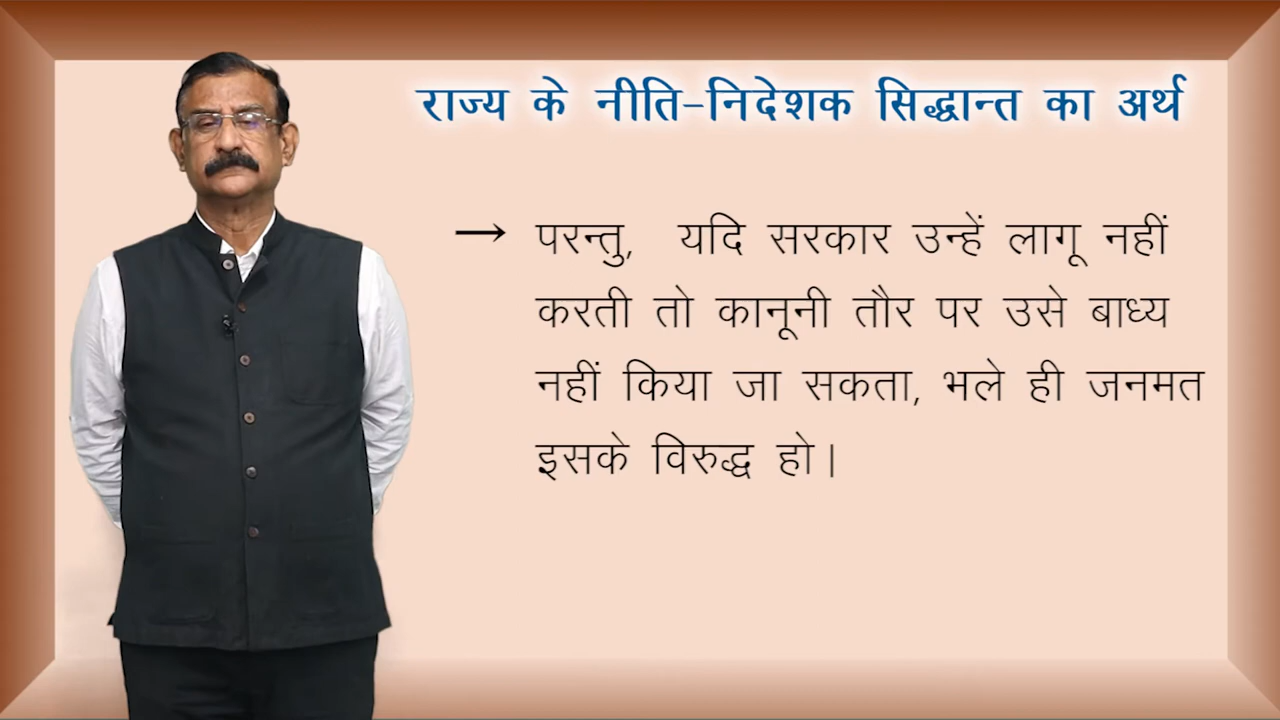 राज्य के नीति-निदेशक सिद्धान्त का अर्थ
→ परन्तु, यदि सरकार उन्हें लागू नहीं
करती तो कानूनी तौर पर उसे बाध्य
नहीं किया जा सकता, भले ही जनमत
इसके विरुद्ध हो।